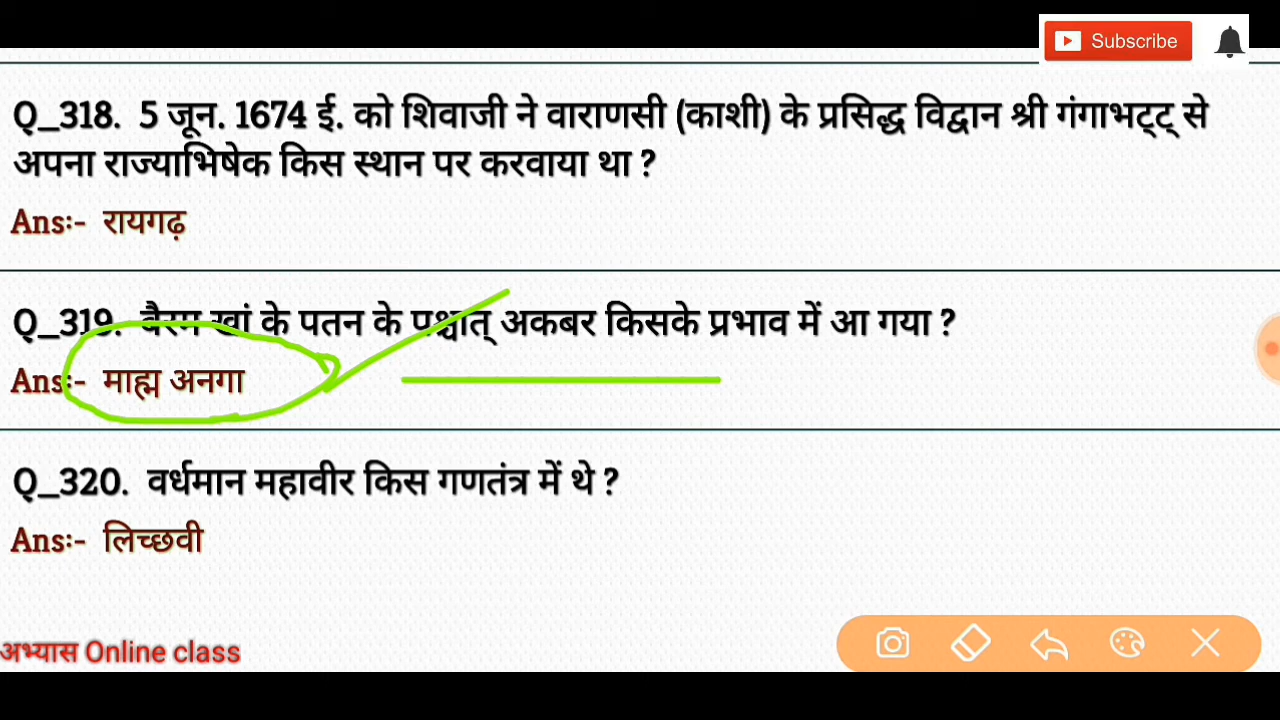 Subscribe
Q_318. 5 जून. 1674 ई. को शिवाजी ने वाराणसी (काशी) के प्रसिद्ध विद्वान श्री गंगाभट्ट् से
अपना राज्याभिषेक किस स्थान पर करवाया था ?
Ans:- रायगढ़
Q_319. बैरम खां के पतन के पश्चात् अकबर किसके प्रभाव में आ गया ?
Ans:- माह्म अनगा
Q_320. वर्धमान महावीर किस गणतंत्र में थे ?
Ans:- लिच्छवी
अभ्यास Online class